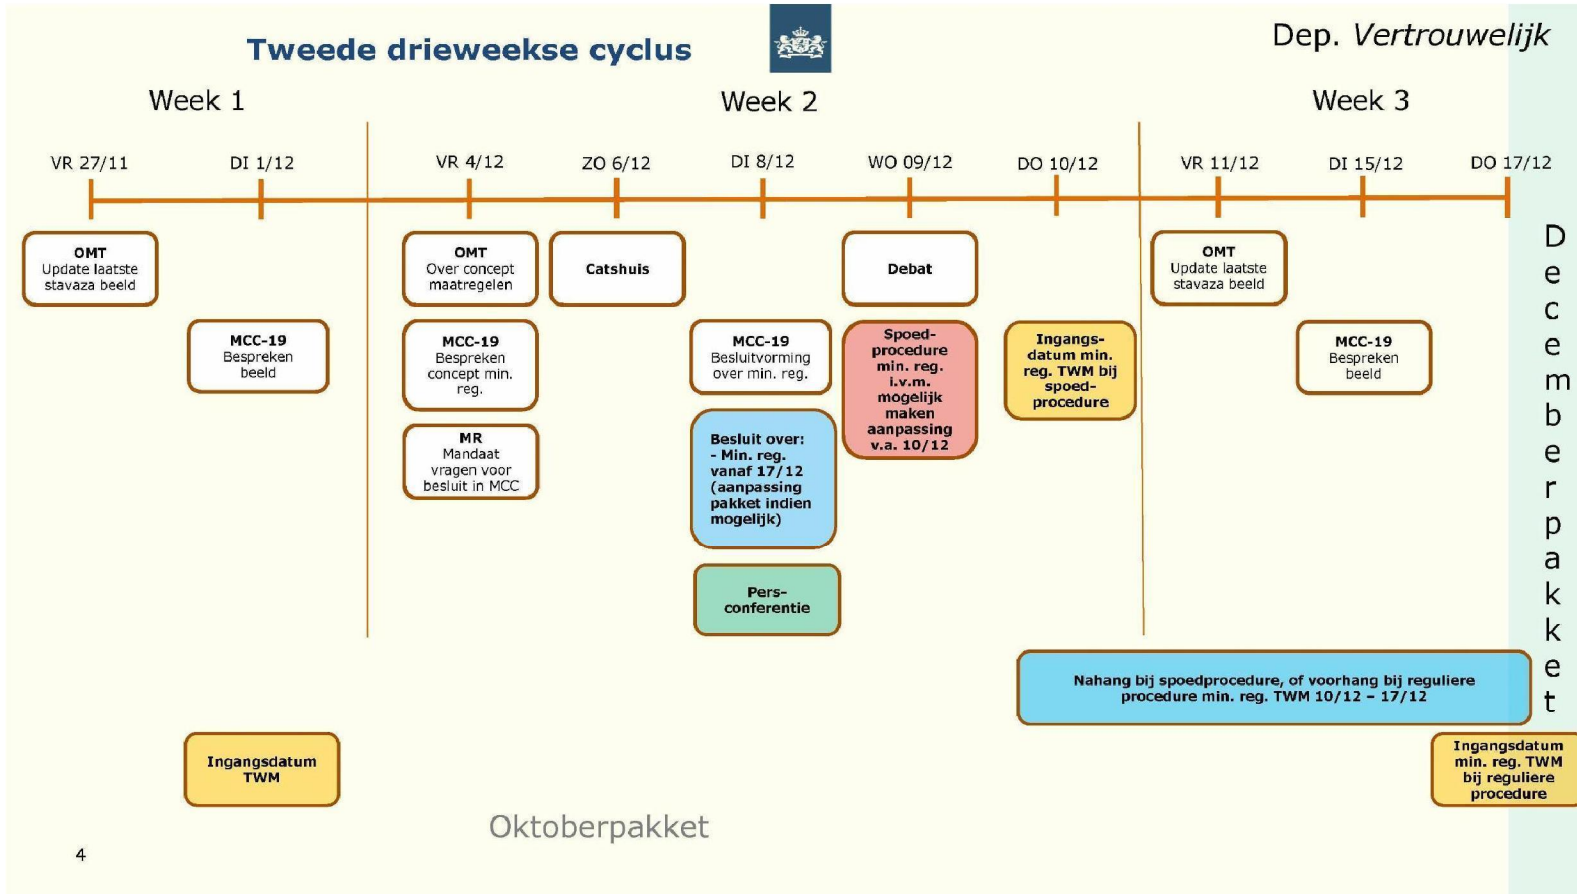 Tweede drieweekse cyclus
Dep. Vertrouwelijk
Week 1
Week 2
Week 3
VR 27/11
DI 1/12
VR 4/12
ZO 6/12
DI 8/12
WO 09/12
DO 10/12
VR 11/12
DI 15/12
DO 17/12
OMT
Update laatste
stavaza beeld
OMT
Over concept
maatregelen
Catshuis
Debat
OMT
Update laatste
stavaza beeld
MCC-19
Bespreken
beeld
MCC-19
Bespreken
concept min.
reg.
MCC-19
Besluitvorming
over min. reg.
Spoed-
procedure
min. reg.
i.v.m.
mogelijk
maken
aanpassing
v.a. 10/12
Ingangs-
datum min.
reg. TWM bij
spoed-
procedure
MCC-19
Bespreken
beeld
MR
Mandaat
vragen voor
besluit in MCC
Besluit over:
- Min. reg.
vanaf 17/12
(aanpassing
pakket indien
mogelijk)
Pers-
conferentie
Nahang bij spoedprocedure, of voorhang bij reguliere
procedure min. reg. TWM 10/12 – 17/12
Ingangsdatum
TWM
Ingangsdatum
min. reg. TWM
bij reguliere
procedure
Decemberpakket
Oktoberpakket
4